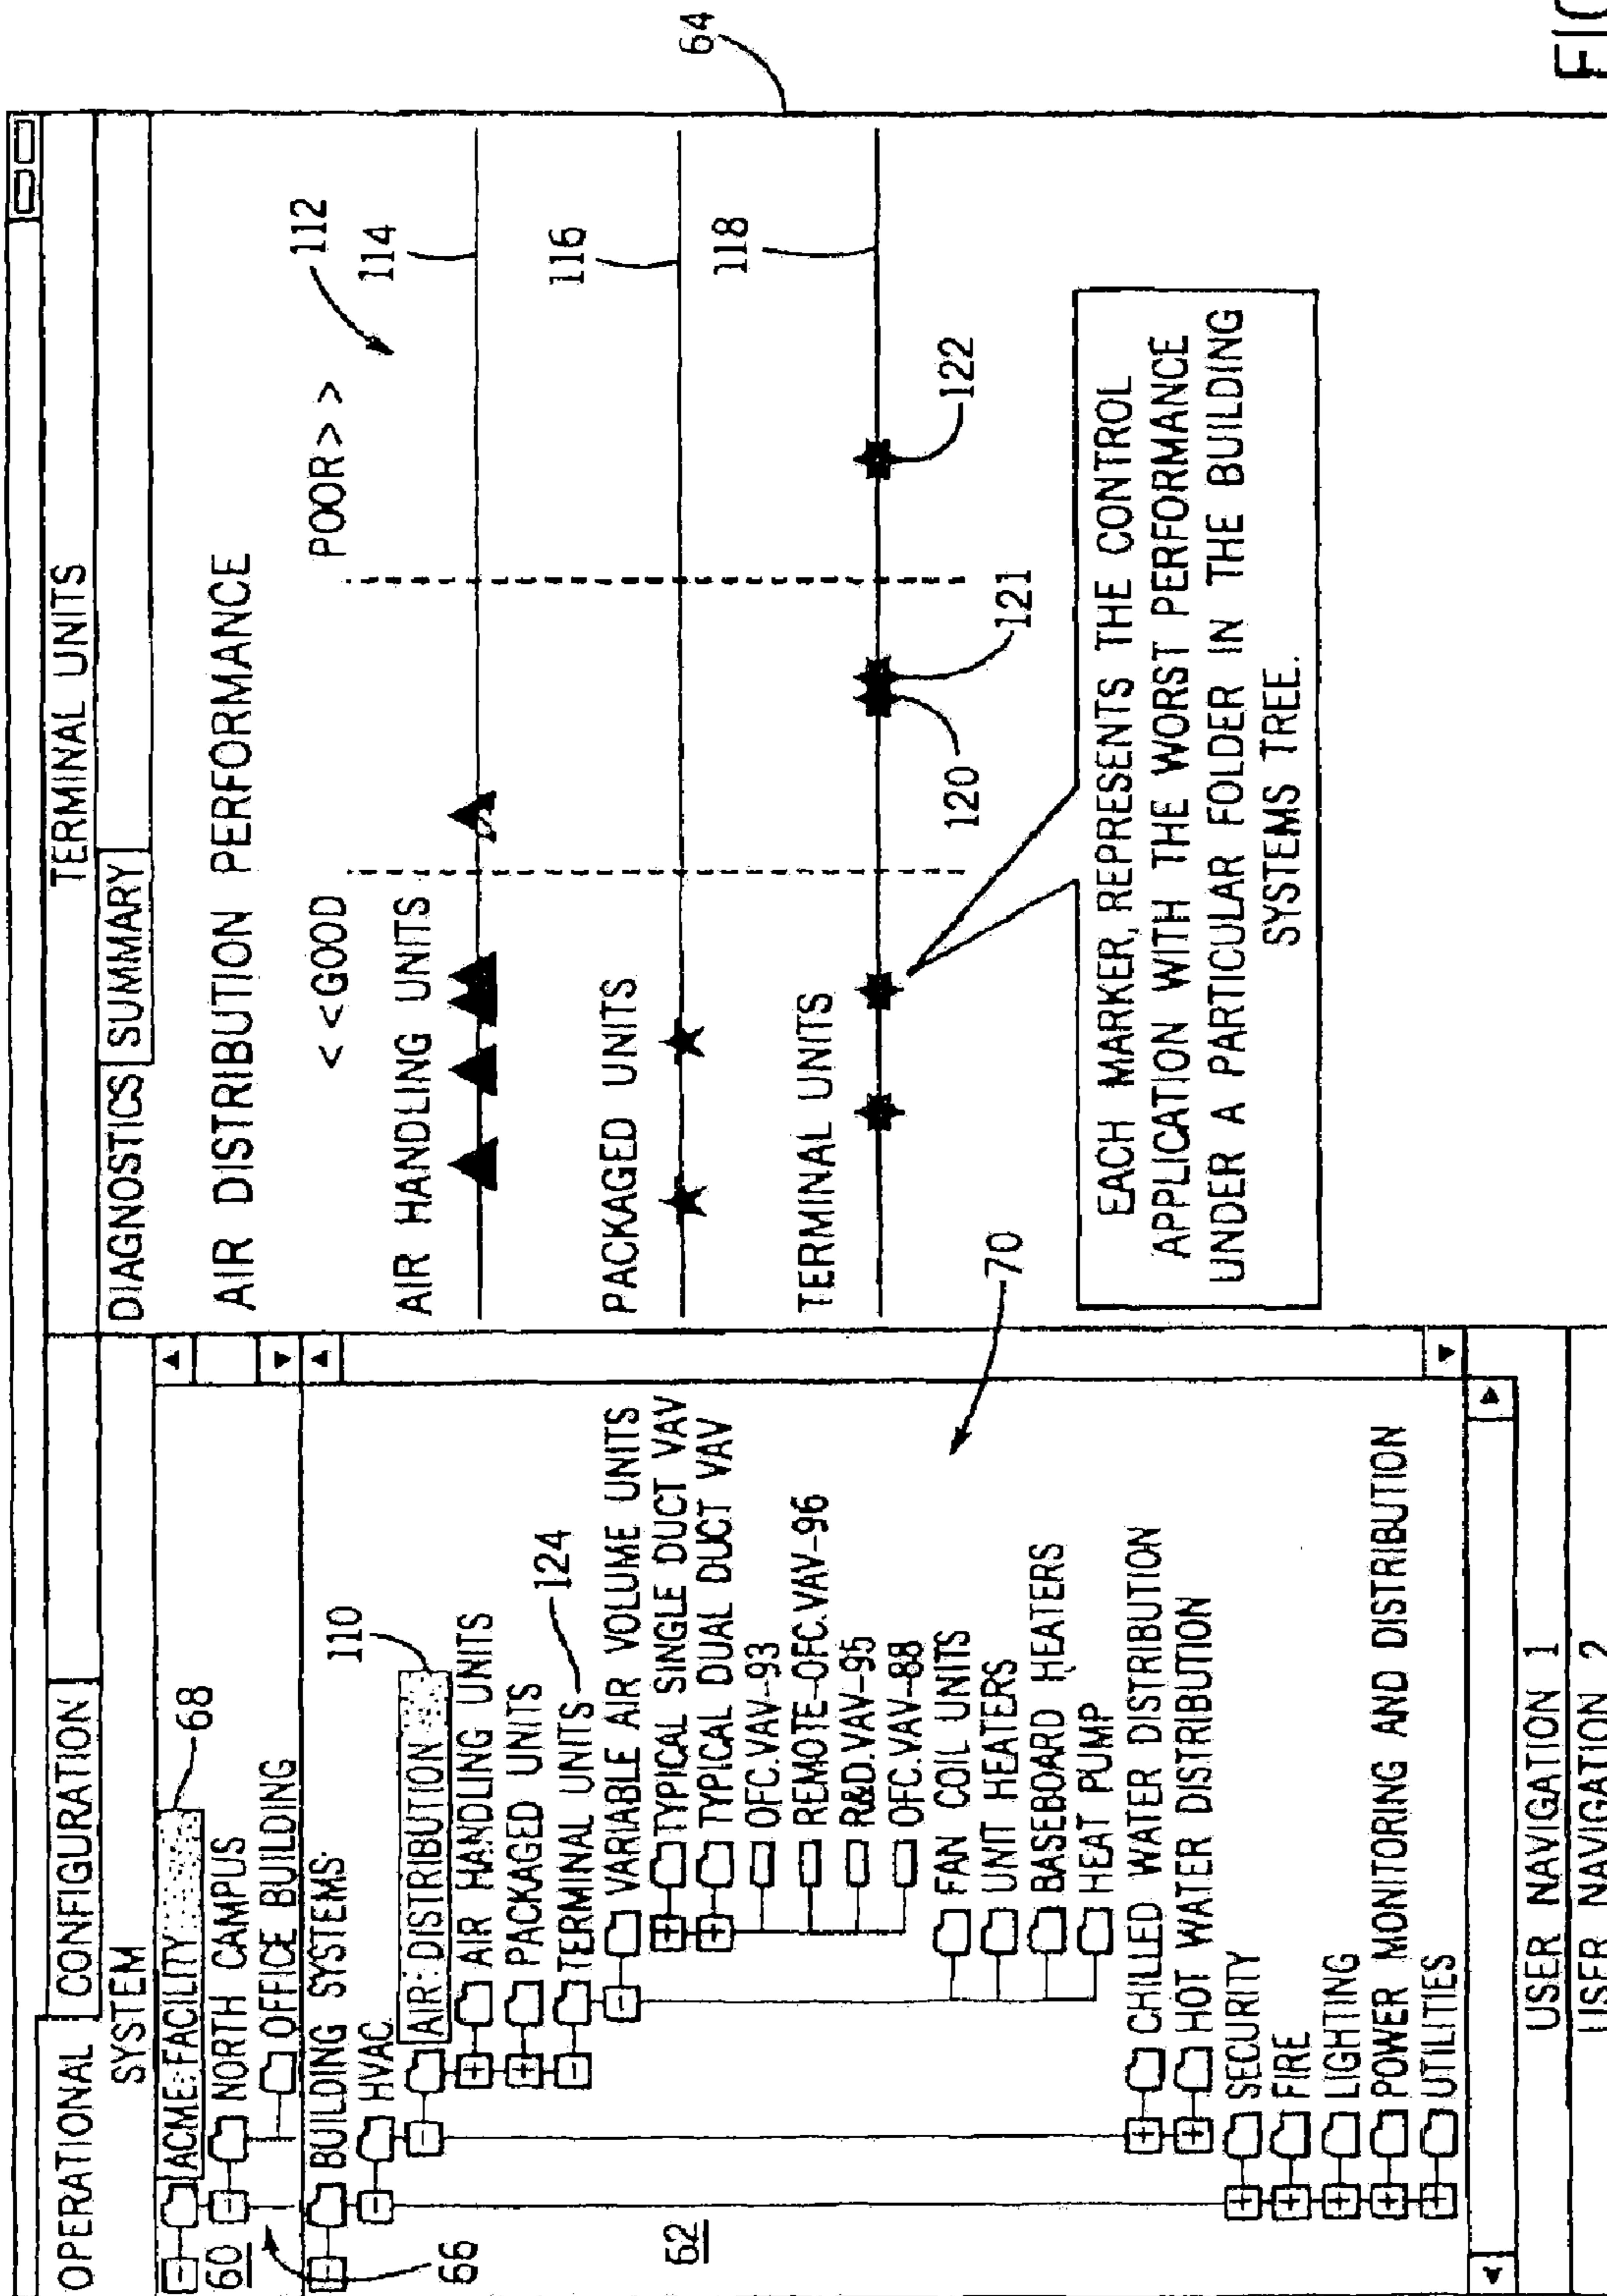 OPERATIONAL CONFIGURATION
SYSTEM
ACME FACILITY 68
NORTH CAMPUS
OFFICE BUILDING
60
66
BUILDING SYSTEMS
HVAC
110
AIR DISTRIBUTION
AIR HANDLING UNITS
PACKAGED UNITS
TERMINAL UNITS 124
VARIABLE AIR VOLUME UNITS
TYPICAL SINGLE DUCT VAV
TYPICAL DUAL DUCT VAV
OFC.VAV-93
REMOTE-OFC.VAV-96
R&D.VAV-95
OFC.VAV-88
FAN COIL UNITS
UNIT HEATERS
BASEBOARD HEATERS
HEAT PUMP
70
62
CHILLED WATER DISTRIBUTION
HOT WATER DISTRIBUTION
SECURITY
FIRE
LIGHTING
POWER MONITORING AND DISTRIBUTION
UTILITIES
USER NAVIGATION 1
USER NAVIGATION 2
TERMINAL UNITS
DIAGNOSTICS SUMMARY
AIR DISTRIBUTION PERFORMANCE
<<GOOD POOR>>
112
AIR HANDLING UNITS
114
PACKAGED UNITS
116
TERMINAL UNITS
118
120
121
122
EACH MARKER REPRESENTS THE CONTROL
APPLICATION WITH THE WORST PERFORMANCE
UNDER A PARTICULAR FOLDER IN THE BUILDING
SYSTEMS TREE.
64